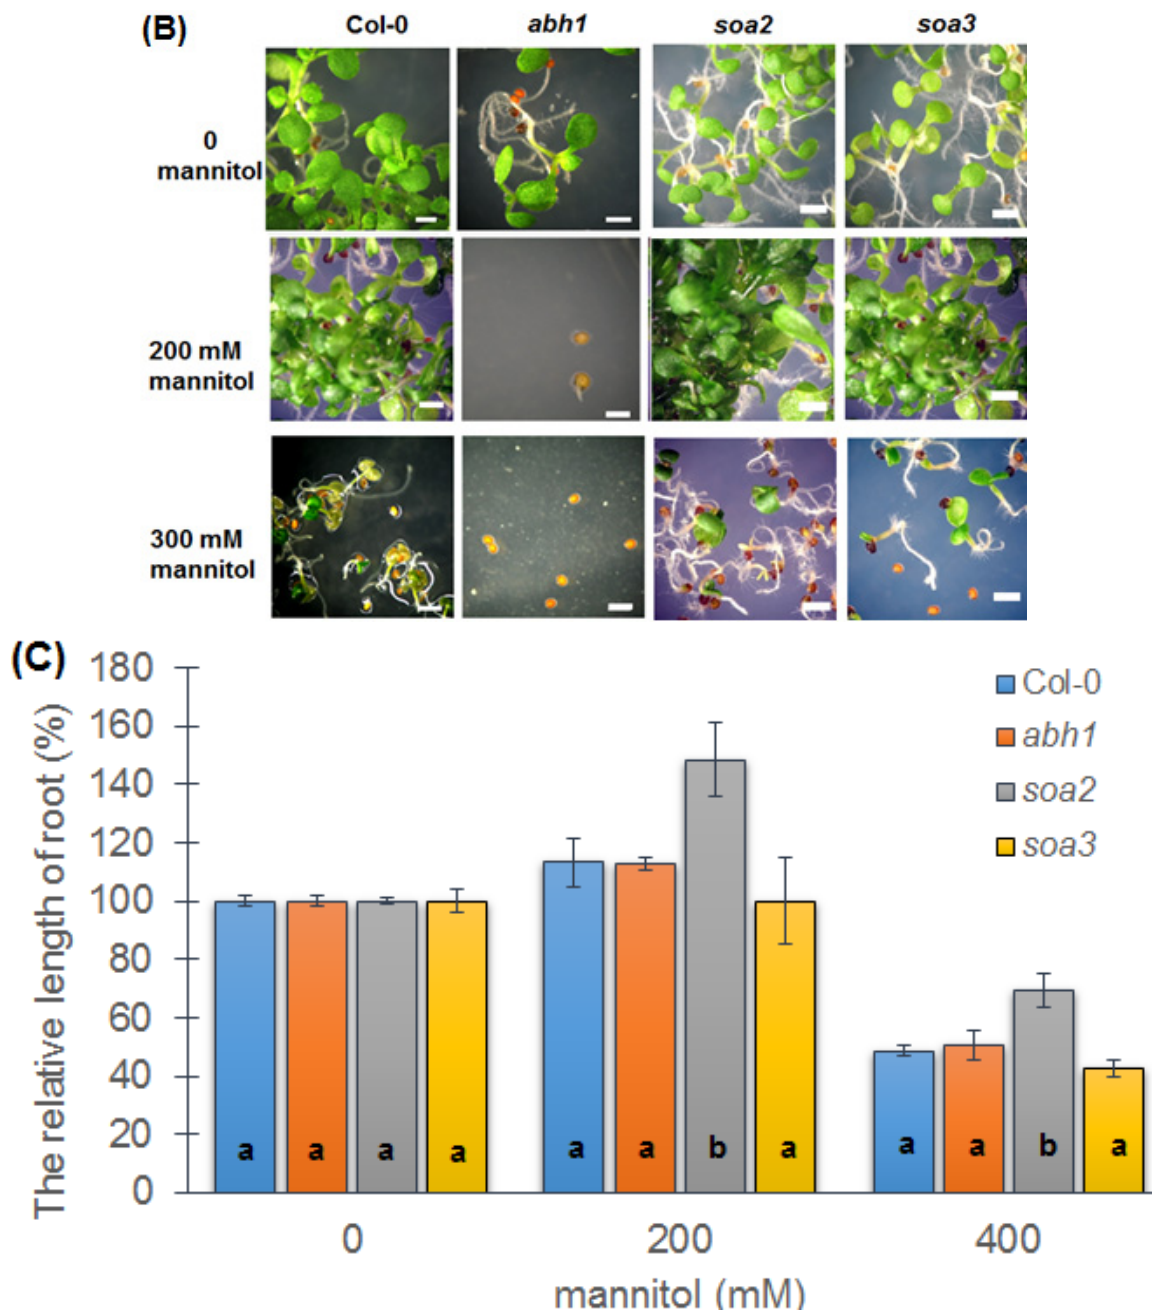 (B)
Col-0 abh1 soa2 soa3
0
mannitol
200 mM
mannitol
300 mM
mannitol
(C)
The relative length of root (%)
180
160
140
120
100
80
60
40
20
0
Col-0
abh1
soa2
soa3
a a a a a a b a a a b a
0 200 400
mannitol (mM)